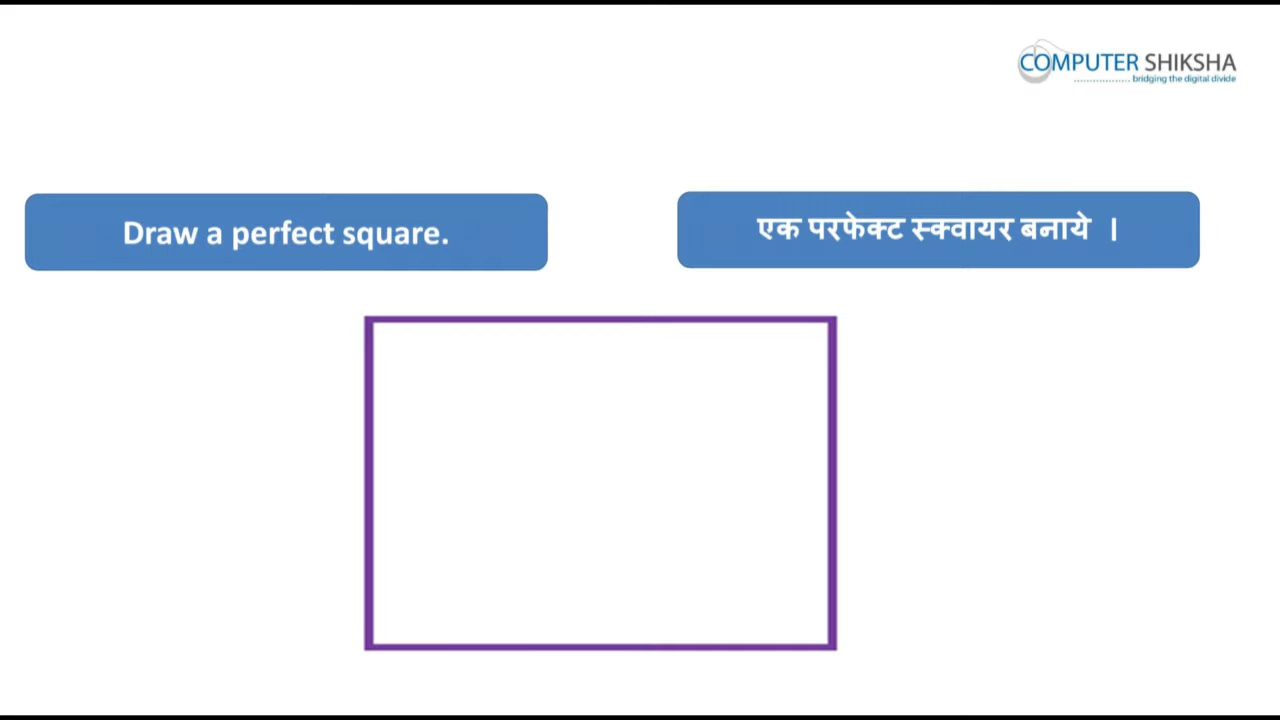 COMPUTER SHIKSHA
bridging the digital divide
Draw a perfect square.
एक परफेक्ट स्क्वायर बनाये ।